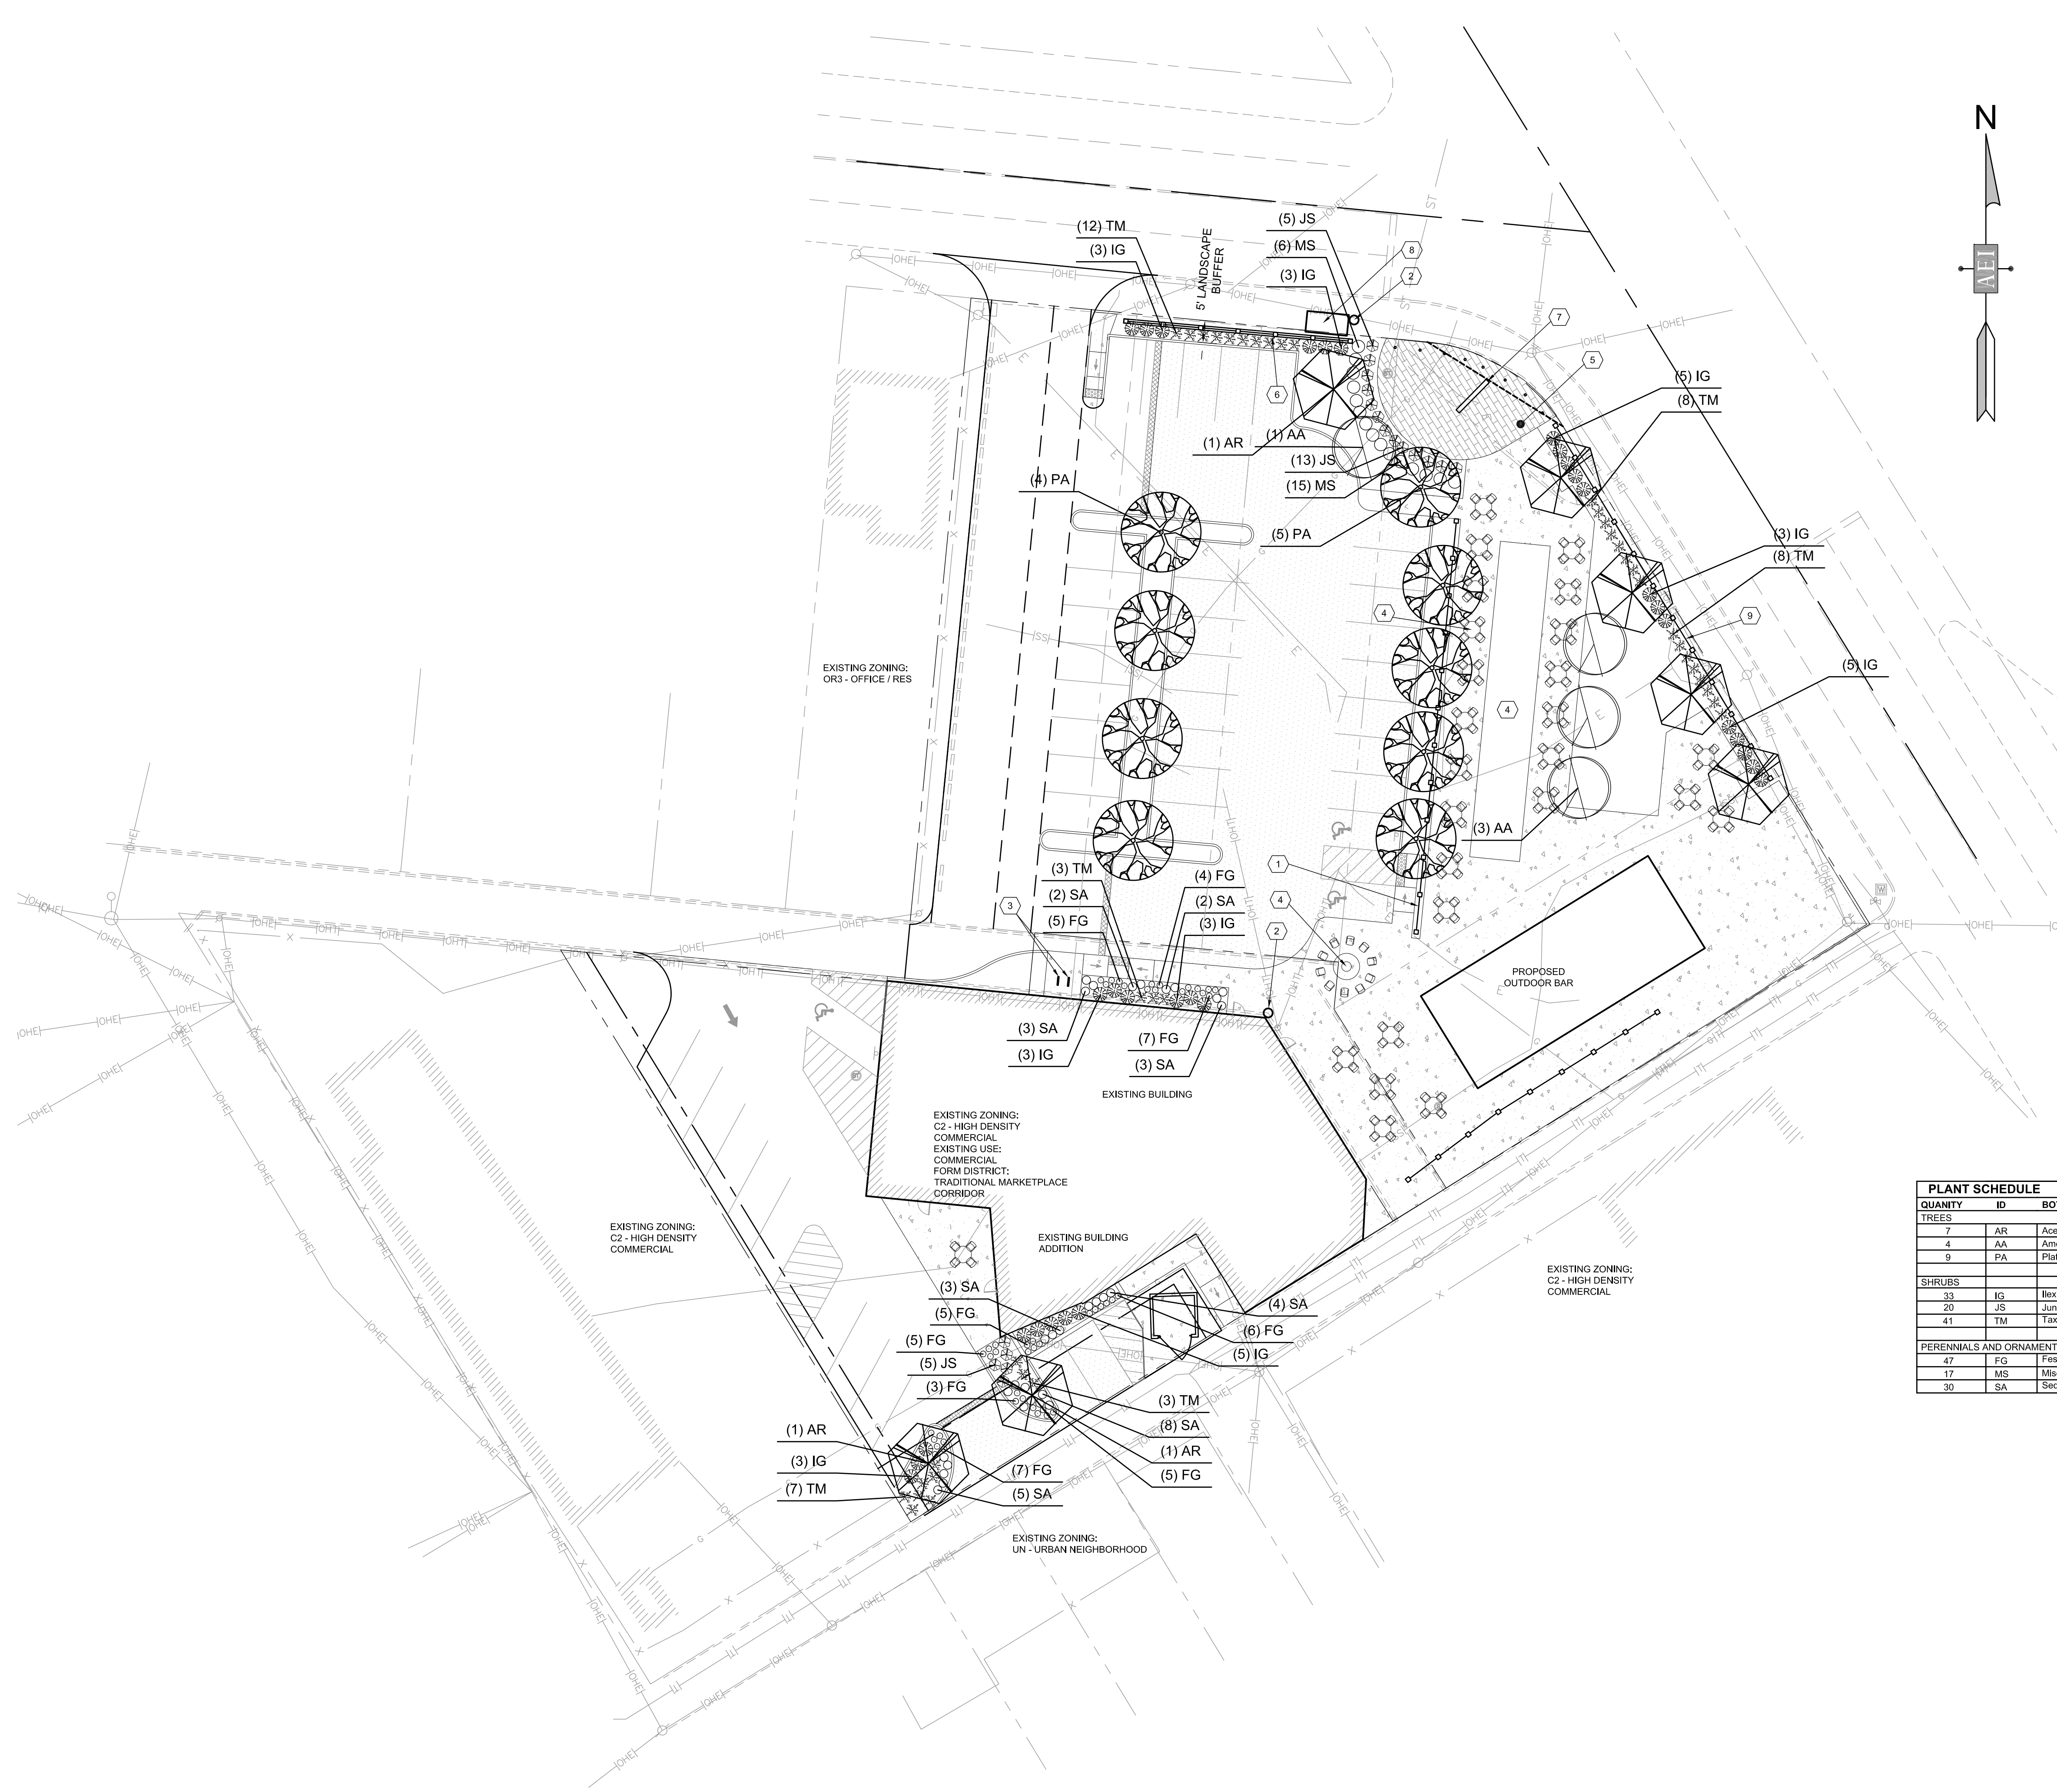 N
AEI
(12) TM
(3) IG
5' LANDSCAPE
BUFFER
(5) JS
(6) MS
(3) IG
8
2
7
5
6
(5) IG
(8) TM
(1) AR
(1) AA
(13) JS
(15) MS
(4) PA
(5) PA
(3) IG
(8) TM
9
4
4
(5) IG
EXISTING ZONING:
OR3 - OFFICE / RES
(3) AA
1
4
2
3
(3) TM
(2) SA
(5) FG
(4) FG
(2) SA
(3) IG
PROPOSED
OUTDOOR BAR
(3) SA
(3) IG
(7) FG
(3) SA
EXISTING BUILDING
EXISTING ZONING:
C2 - HIGH DENSITY
COMMERCIAL
EXISTING USE:
COMMERCIAL
FORM DISTRICT:
TRADITIONAL MARKETPLACE
CORRIDOR
EXISTING ZONING:
C2 - HIGH DENSITY
COMMERCIAL
EXISTING BUILDING
ADDITION
EXISTING ZONING:
C2 - HIGH DENSITY
COMMERCIAL
(3) SA
(5) FG
(5) FG
(5) JS
(3) FG
(4) SA
(6) FG
(5) IG
(3) TM
(8) SA
(1) AR
(5) FG
(1) AR
(3) IG
(7) TM
(7) FG
(5) SA
EXISTING ZONING:
UN - URBAN NEIGHBORHOOD
PLANT SCHEDULE
QUANITY ID
TREES
7 AR
4 AA
9 PA
SHRUBS
33 IG Ilex
20 JS
41 TM
PERENNIALS AND
47 FG
17 MS
30 SA